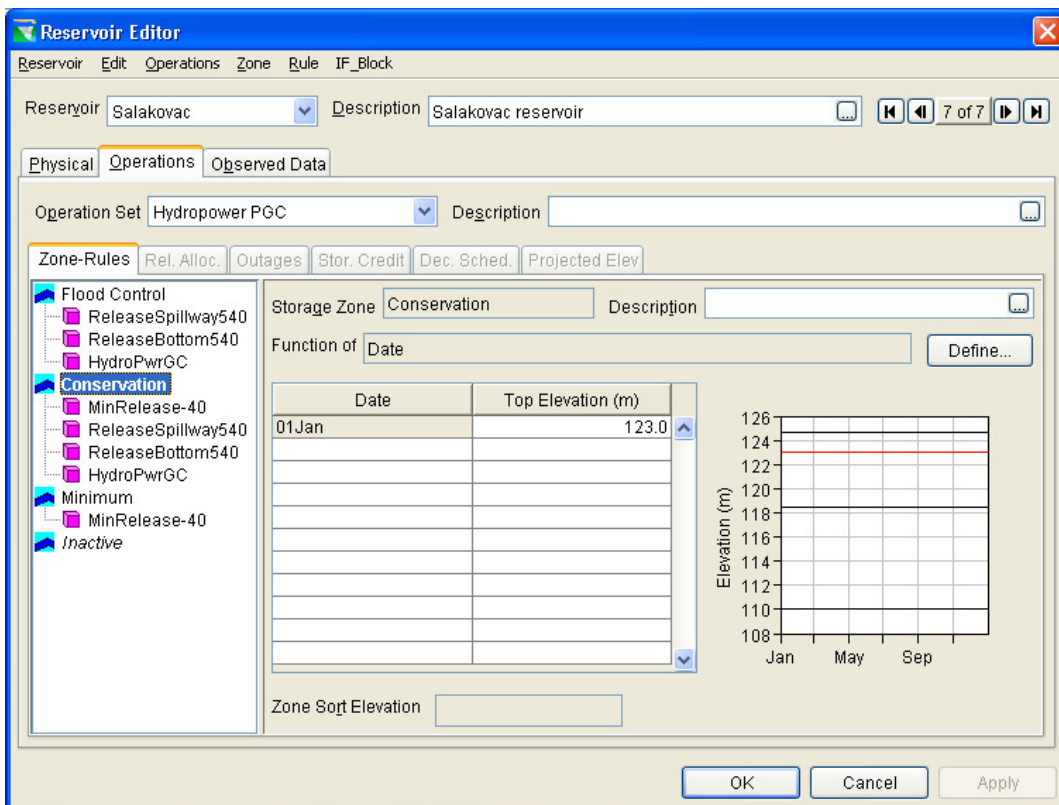 Reservoir Editor
Reservoir Edit Operations Zone Rule IF_Block
Reservoir Salakovac Description Salakovac reservoir ... 7 of 7
Physical Operations Observed Data
Operation Set Hydropower PGC Description ...
Zone-Rules Rel. Alloc. Outages Stor. Credit Dec. Sched. Projected Elev
Flood Control
ReleaseSpillway540
ReleaseBottom540
HydroPwrGC
Conservation
MinRelease-40
ReleaseSpillway540
ReleaseBottom540
HydroPwrGC
Minimum
MinRelease-40
Inactive
Storage Zone Conservation Description ...
Function of Date Define...
Date Top Elevation (m)
01Jan 123.0
Elevation (m)
126
124
122
120
118
116
114
112
110
108
Jan May Sep
Zone Sort Elevation
OK Cancel Apply